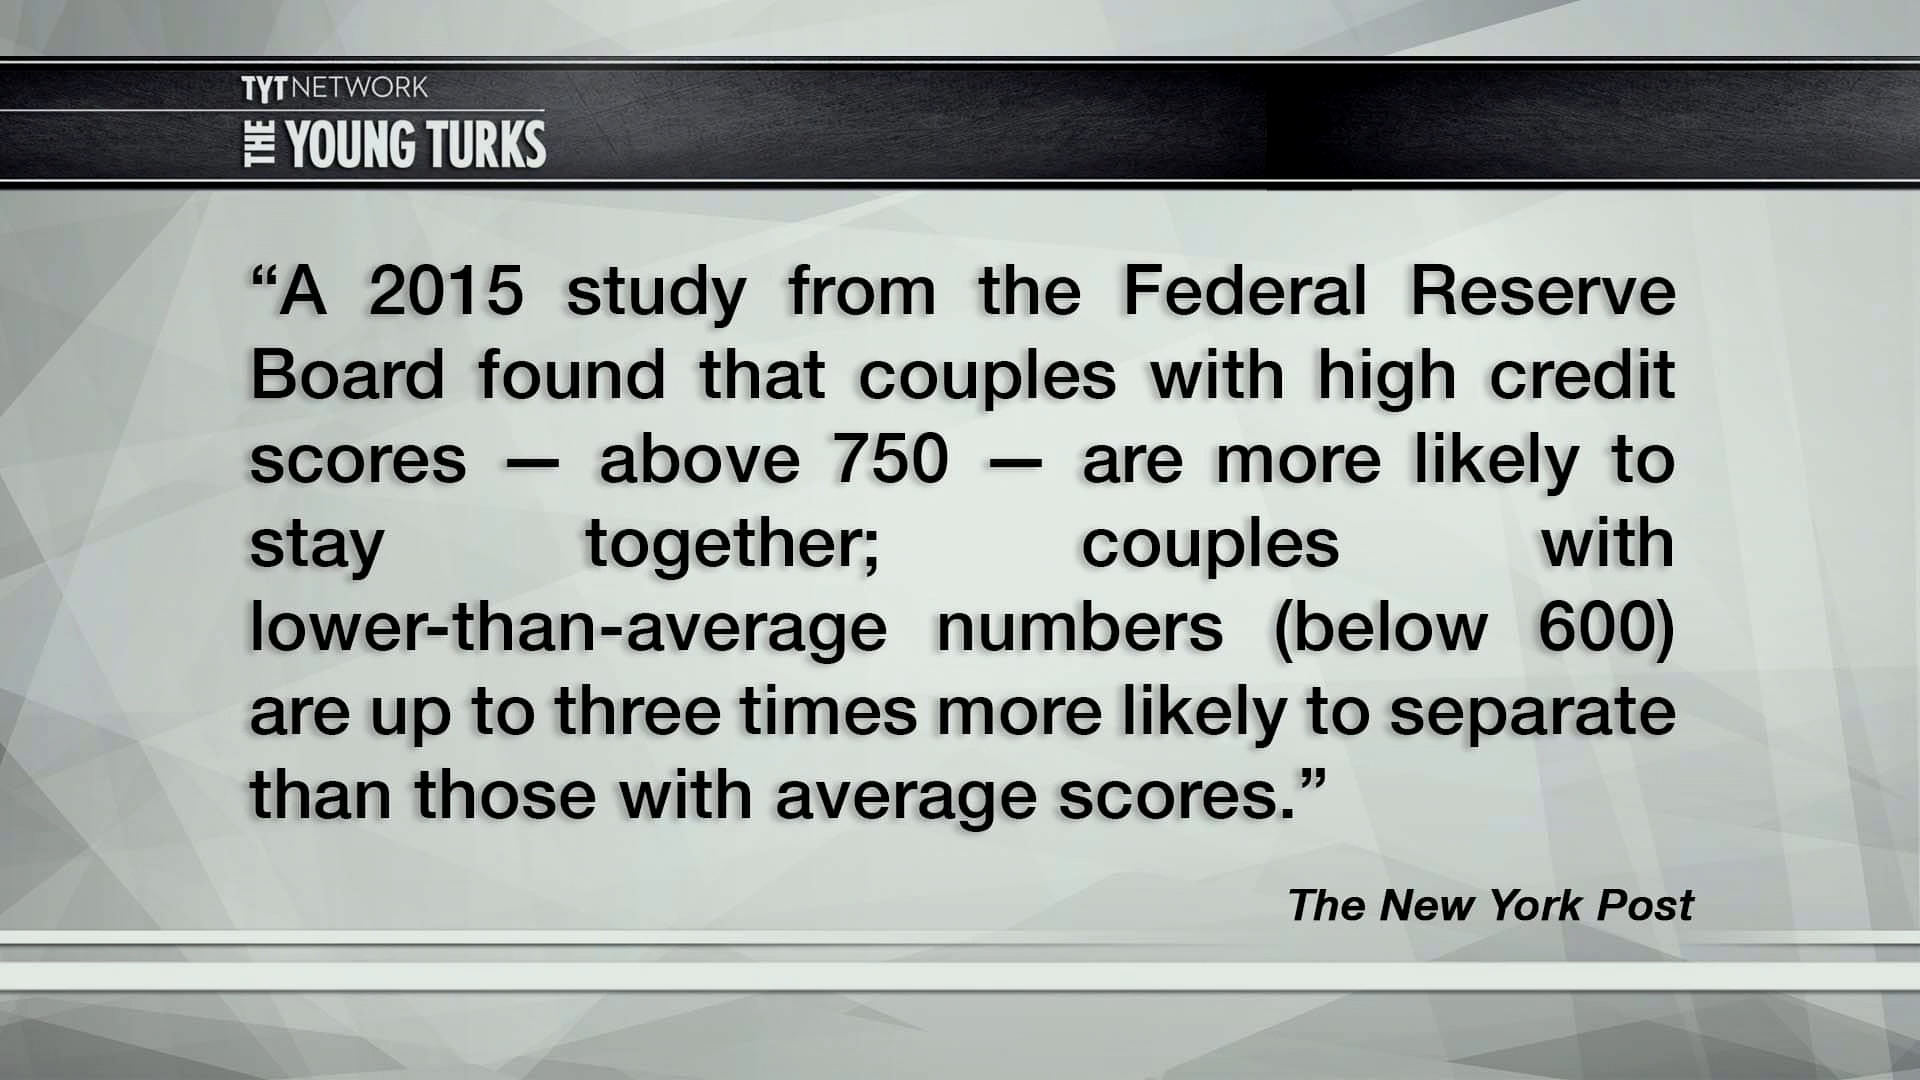 TYT NETWORK
THE YOUNG TURKS
“A 2015 study from the Federal Reserve
Board found that couples with high credit
scores — above 750 — are more likely to
stay together; couples with
lower-than-average numbers (below 600)
are up to three times more likely to separate
than those with average scores.”
The New York Post